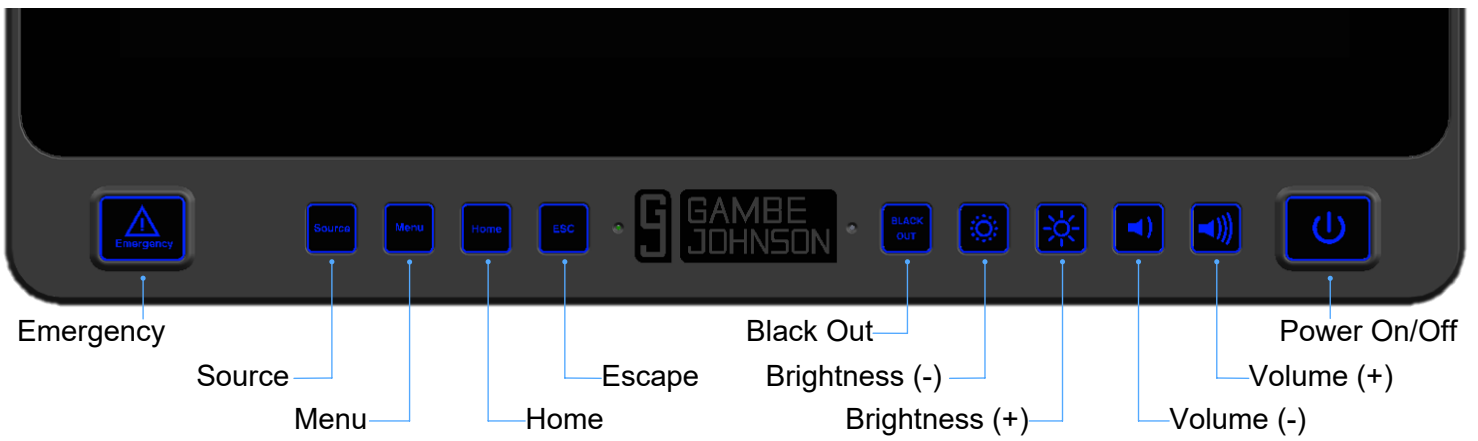 Emergency
Source
Menu
Home
ESC
GAMBE
JOHNSON
BLACK
OUT
Emergency
Black Out
Power On/Off
Source
Escape
Brightness (-)
Volume (+)
Menu
Home
Brightness (+)
Volume (-)